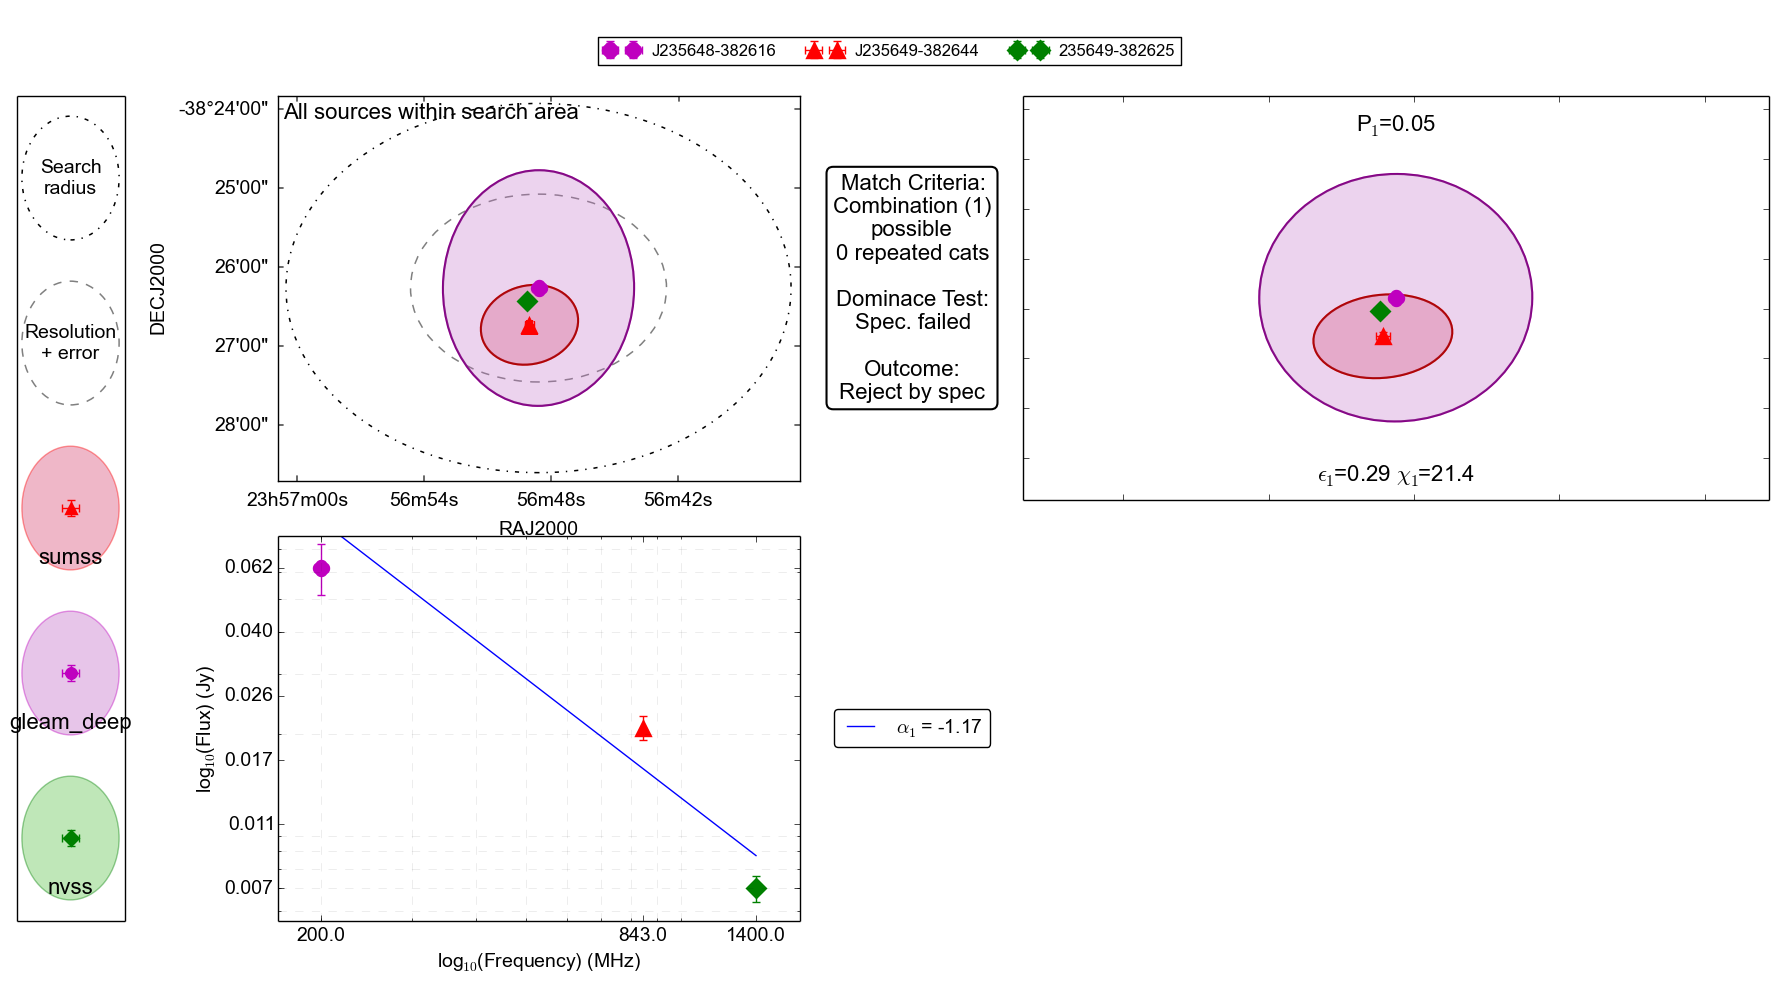 J235648-382616
J235649-382644
235649-382625
Search
radius
Resolution
+ error
sumss
gleam_deep
nvss
All sources within search area
-38°24'00"
25'00"
26'00"
27'00"
28'00"
DECJ2000
23h57m00s
56m54s
56m48s
56m42s
RAJ2000
Match Criteria:
Combination (1)
possible
0 repeated cats
Dominace Test:
Spec. failed
Outcome:
Reject by spec
P₁=0.05
ϵ₁=0.29 χ₁=21.4
0.062
0.040
0.026
0.017
0.011
0.007
log₁₀(Flux) (Jy)
200.0
843.0
1400.0
log₁₀(Frequency) (MHz)
α₁ = -1.17